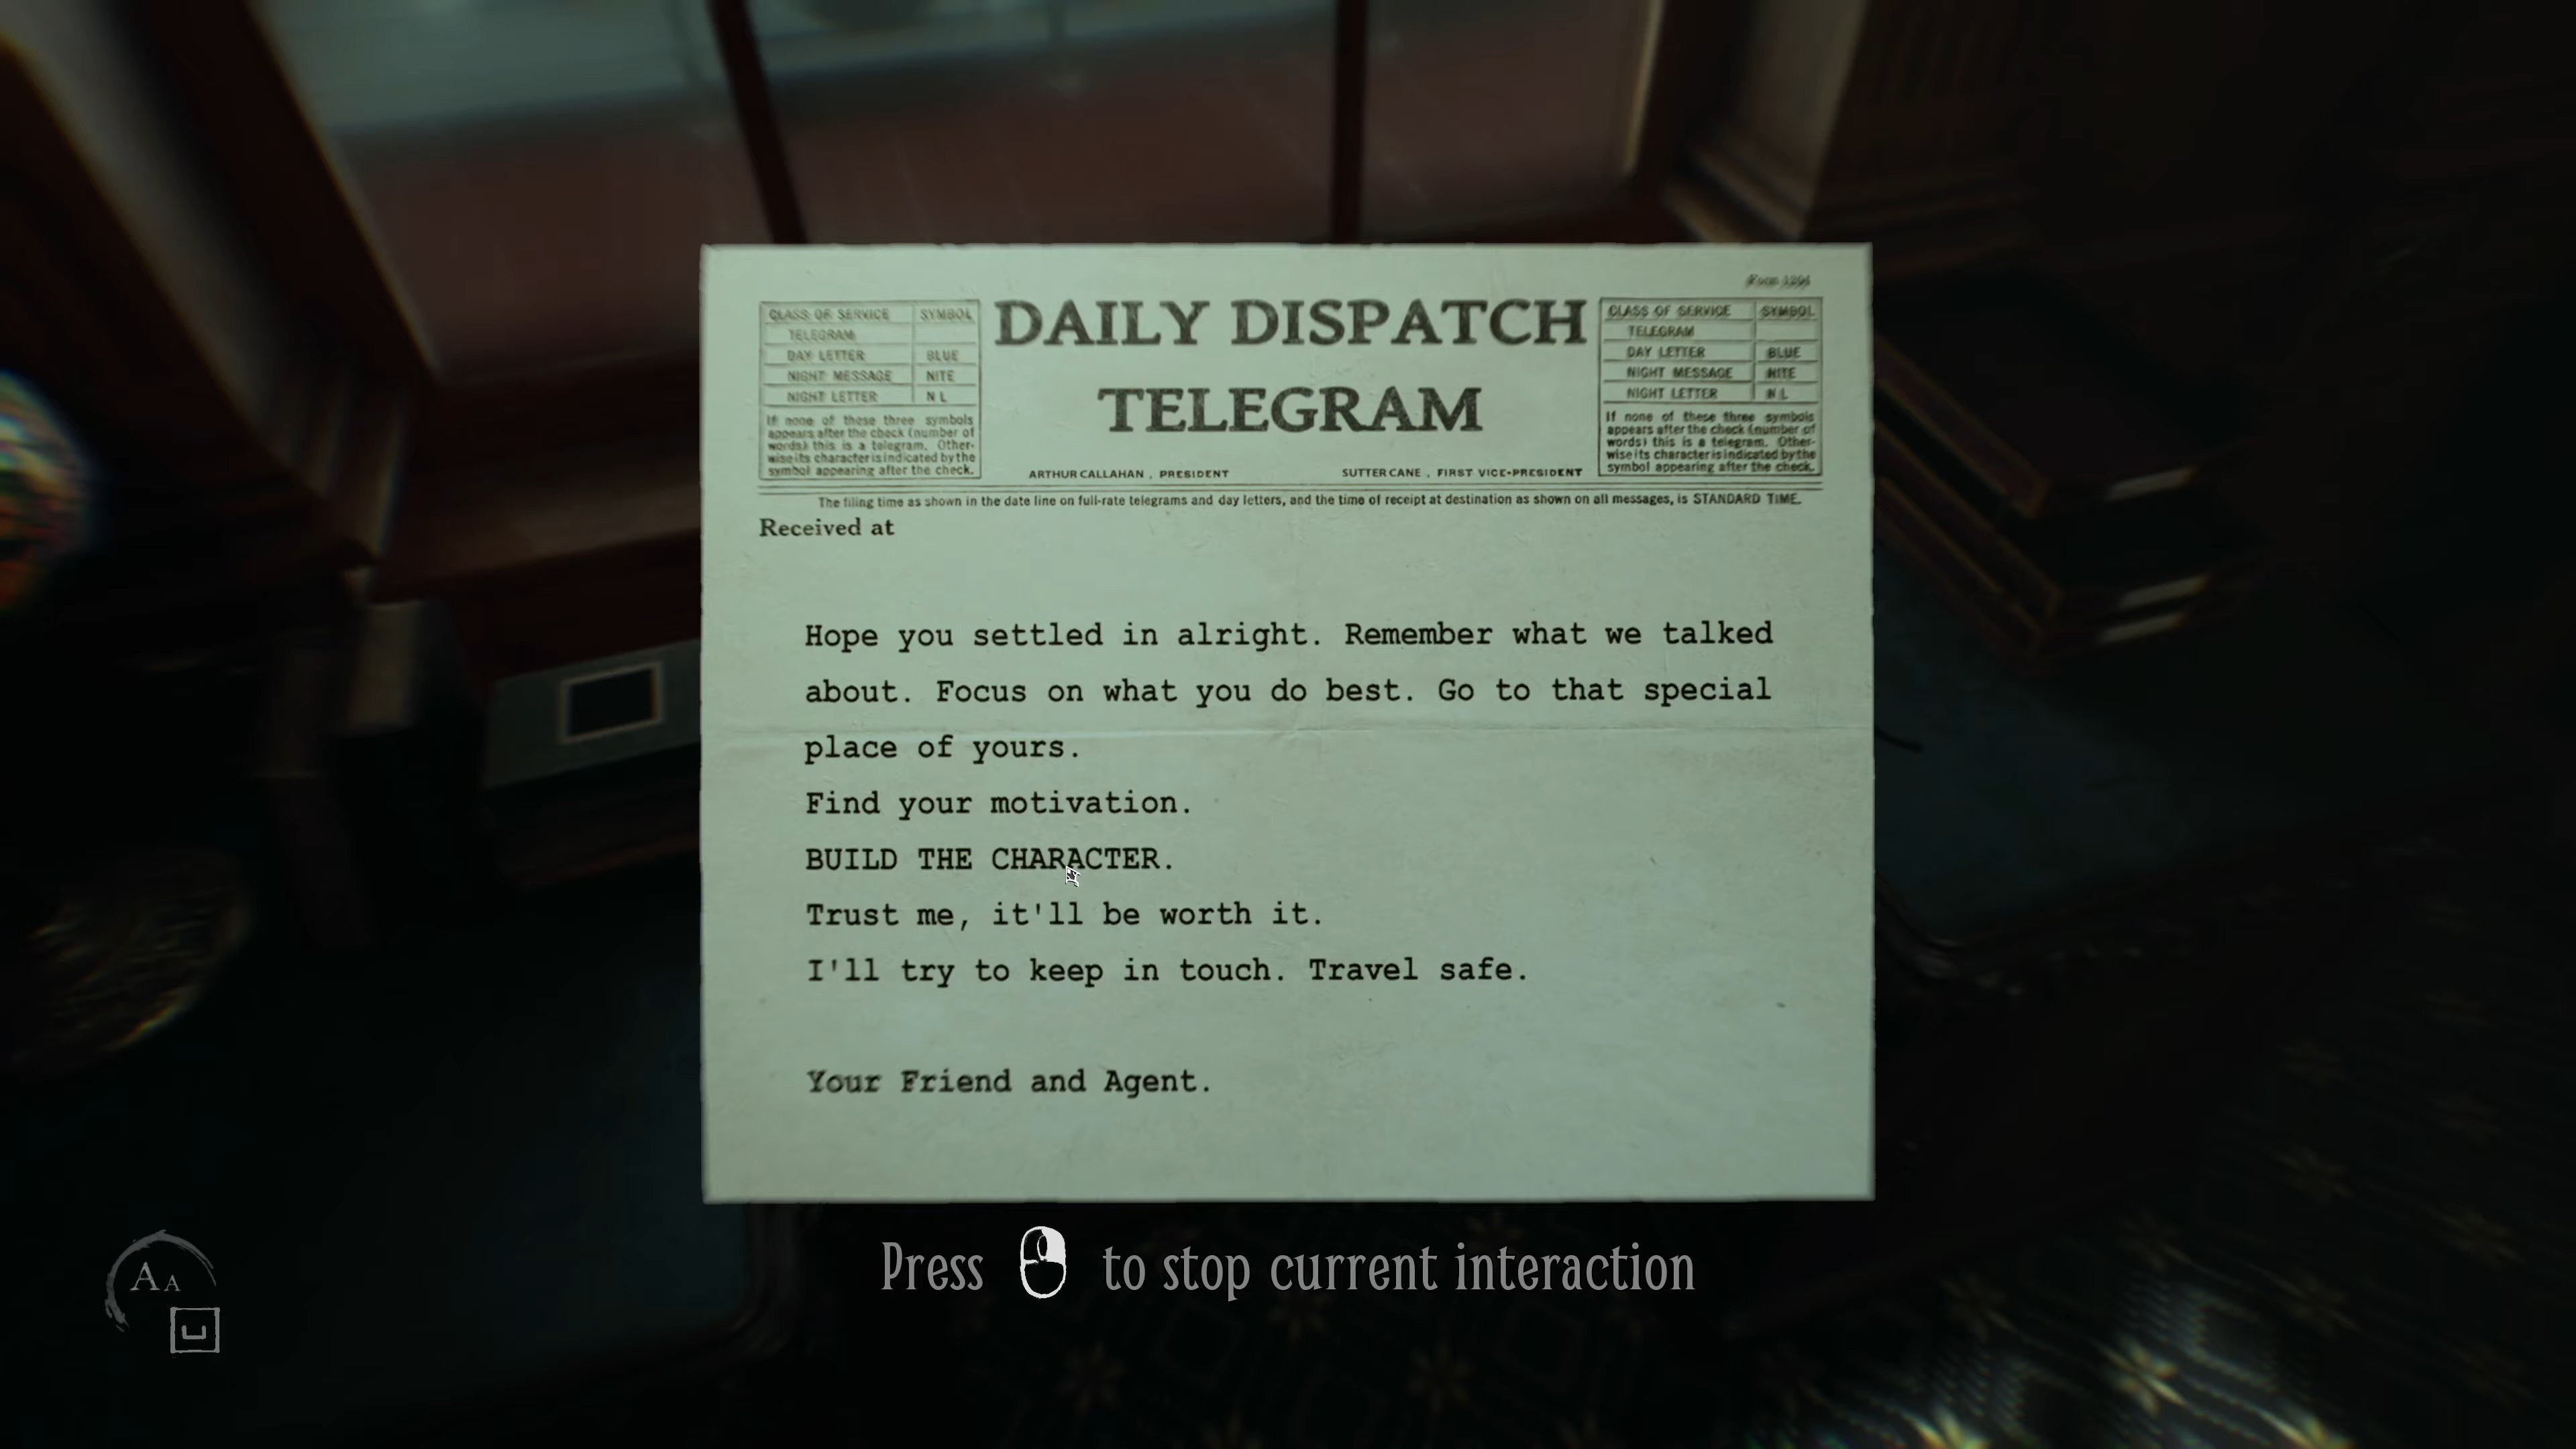 Form 1204
CLASS OF SERVICE SYMBOL
TELEGRAM
DAY LETTER BLUE
NIGHT MESSAGE NITE
NIGHT LETTER N L
If none of these three symbols
appears after the check (number of
words) this is a telegram. Other-
wise its character is indicated by the
symbol appearing after the check.
DAILY DISPATCH
TELEGRAM
ARTHUR CALLAHAN , PRESIDENT
SUTTER CANE , FIRST VICE-PRESIDENT
CLASS OF SERVICE SYMBOL
TELEGRAM
DAY LETTER BLUE
NIGHT MESSAGE NITE
NIGHT LETTER N L
If none of these three symbols
appears after the check (number of
words) this is a telegram. Other-
wise its character is indicated by the
symbol appearing after the check.
The filing time as shown in the date line on full-rate telegrams and day letters, and the time of receipt at destination as shown on all messages, is STANDARD TIME.
Received at
Hope you settled in alright. Remember what we talked
about. Focus on what you do best. Go to that special
place of yours.
Find your motivation.
BUILD THE CHARACTER.
Trust me, it'll be worth it.
I'll try to keep in touch. Travel safe.
Your Friend and Agent.
Press to stop current interaction
A A